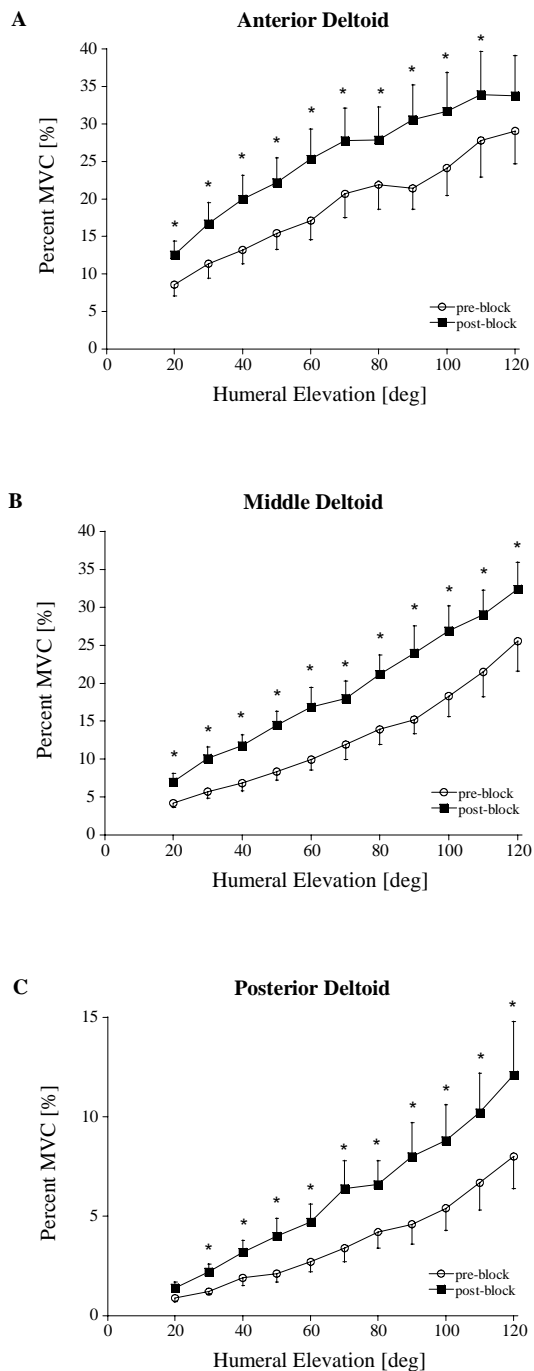 A
Anterior Deltoid
Percent MVC [%]
40
35
30
25
20
15
10
5
0
* * * * * * * * * *
pre-block
post-block
0 20 40 60 80 100 120
Humeral Elevation [deg]
B
Middle Deltoid
Percent MVC [%]
40
35
30
25
20
15
10
5
0
* * * * * * * * * * *
pre-block
post-block
0 20 40 60 80 100 120
Humeral Elevation [deg]
C
Posterior Deltoid
Percent MVC [%]
15
10
5
0
* * * * * * * * * *
pre-block
post-block
0 20 40 60 80 100 120
Humeral Elevation [deg]